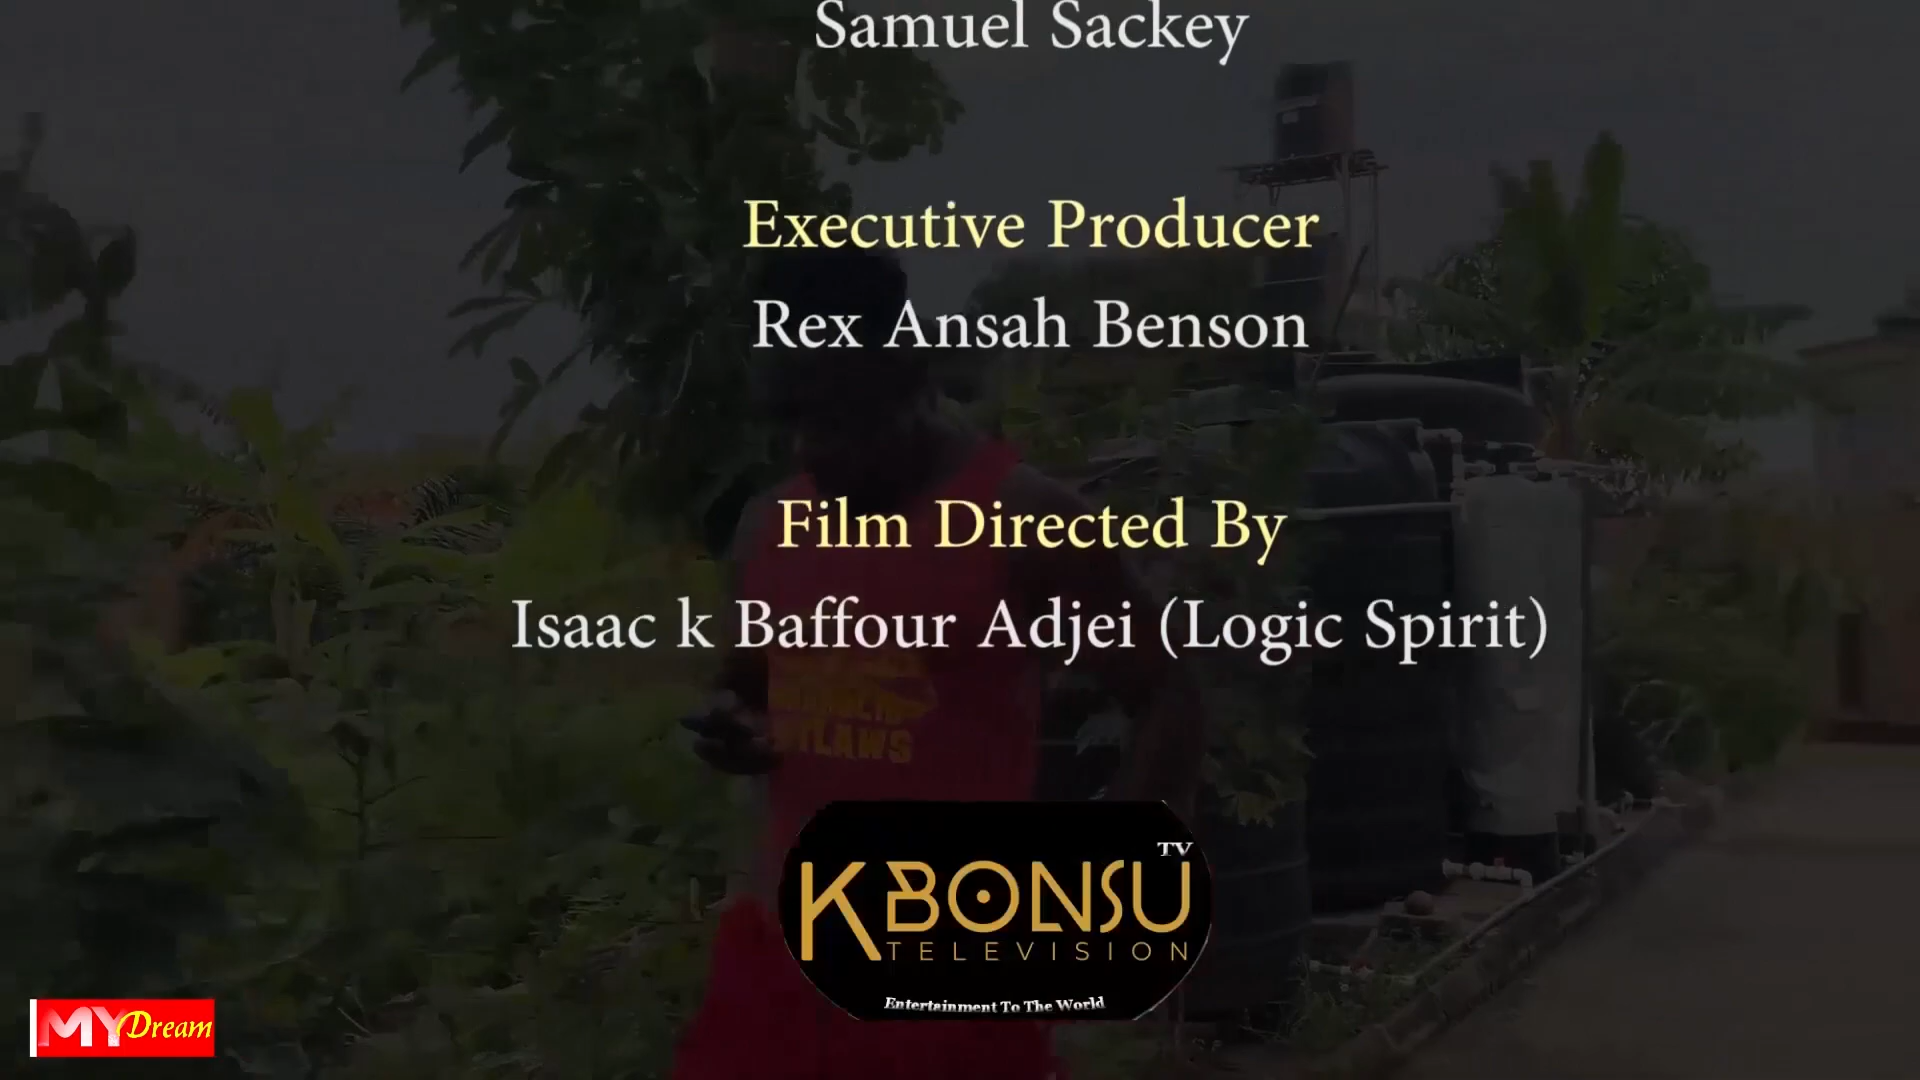 Samuel Sackey
Executive Producer
Rex Ansah Benson
Film Directed By
Isaac k Baffour Adjei (Logic Spirit)
TLAWS
TV
KBONSU
TELEVISION
Entertainment To The World
MY Dream